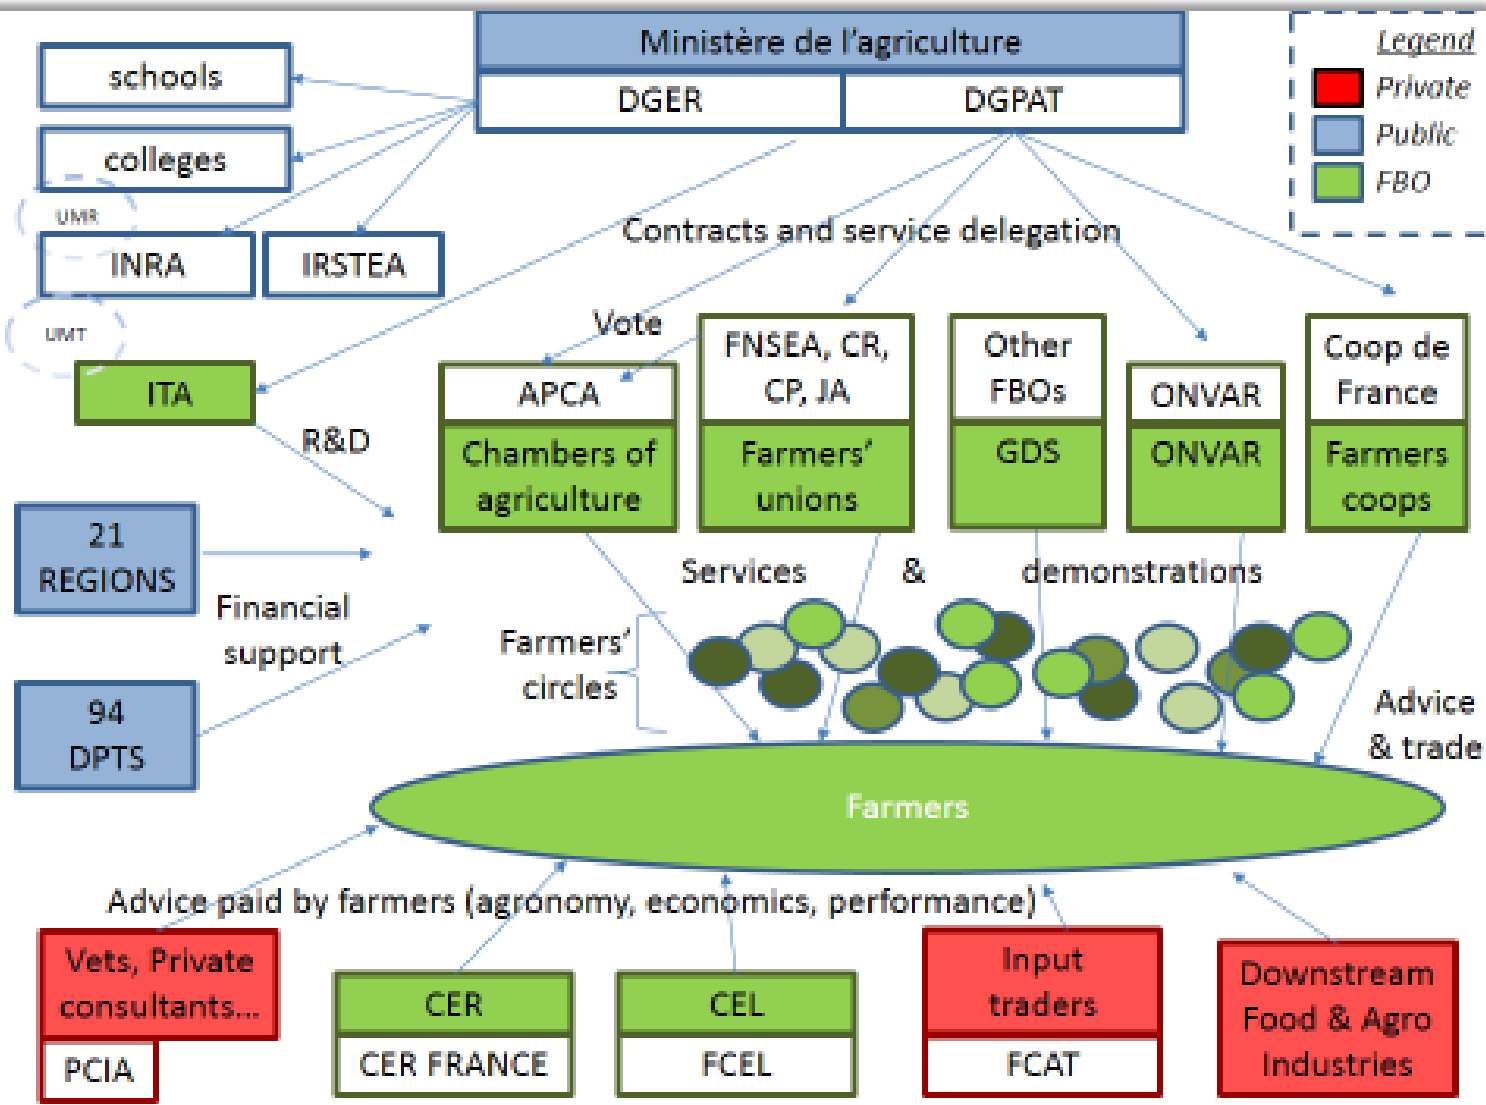 Ministère de l'agriculture
DGER
DGPAT
schools
colleges
UMR
INRA
IRSTEA
UMT
ITA
Legend
Private
Public
FBO
Contracts and service delegation
Vote
R&D
APCA
Chambers of
agriculture
FNSEA, CR,
CP, JA
Farmers'
unions
Other
FBOs
GDS
ONVAR
ONVAR
Coop de
France
Farmers
coops
21
REGIONS
Financial
support
94
DPTS
Services & demonstrations
Farmers'
circles
Advice
& trade
Farmers
Advice paid by farmers (agronomy, economics, performance)
Vets, Private
consultants...
PCIA
CER
CER FRANCE
CEL
FCEL
Input
traders
FCAT
Downstream
Food & Agro
Industries